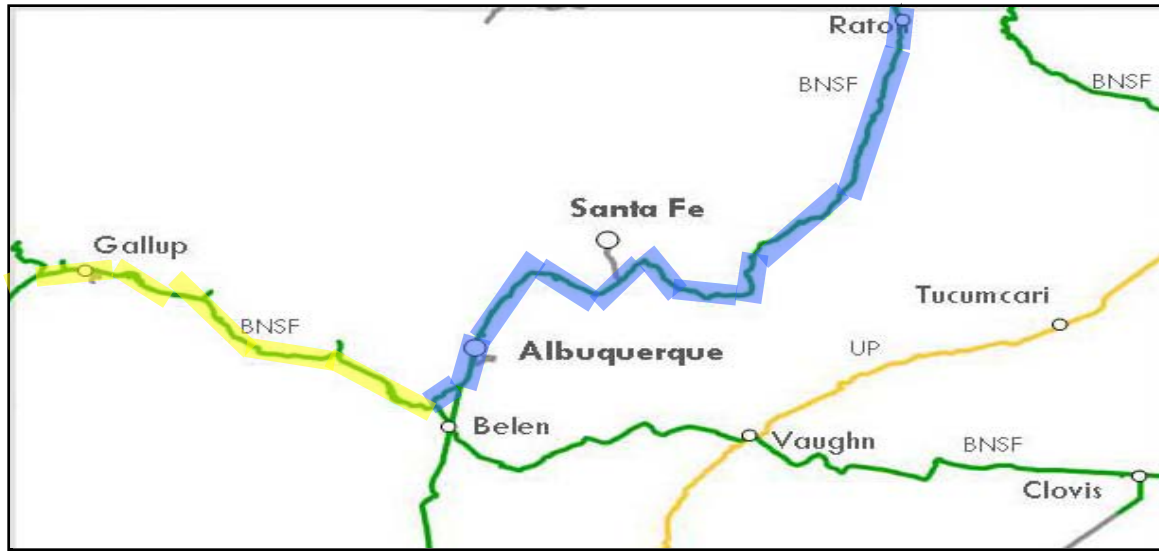 Raton
BNSF
BNSF
Santa Fe
Gallup
Tucumcari
BNSF
UP
Albuquerque
Belen
Vaughn
BNSF
Clovis